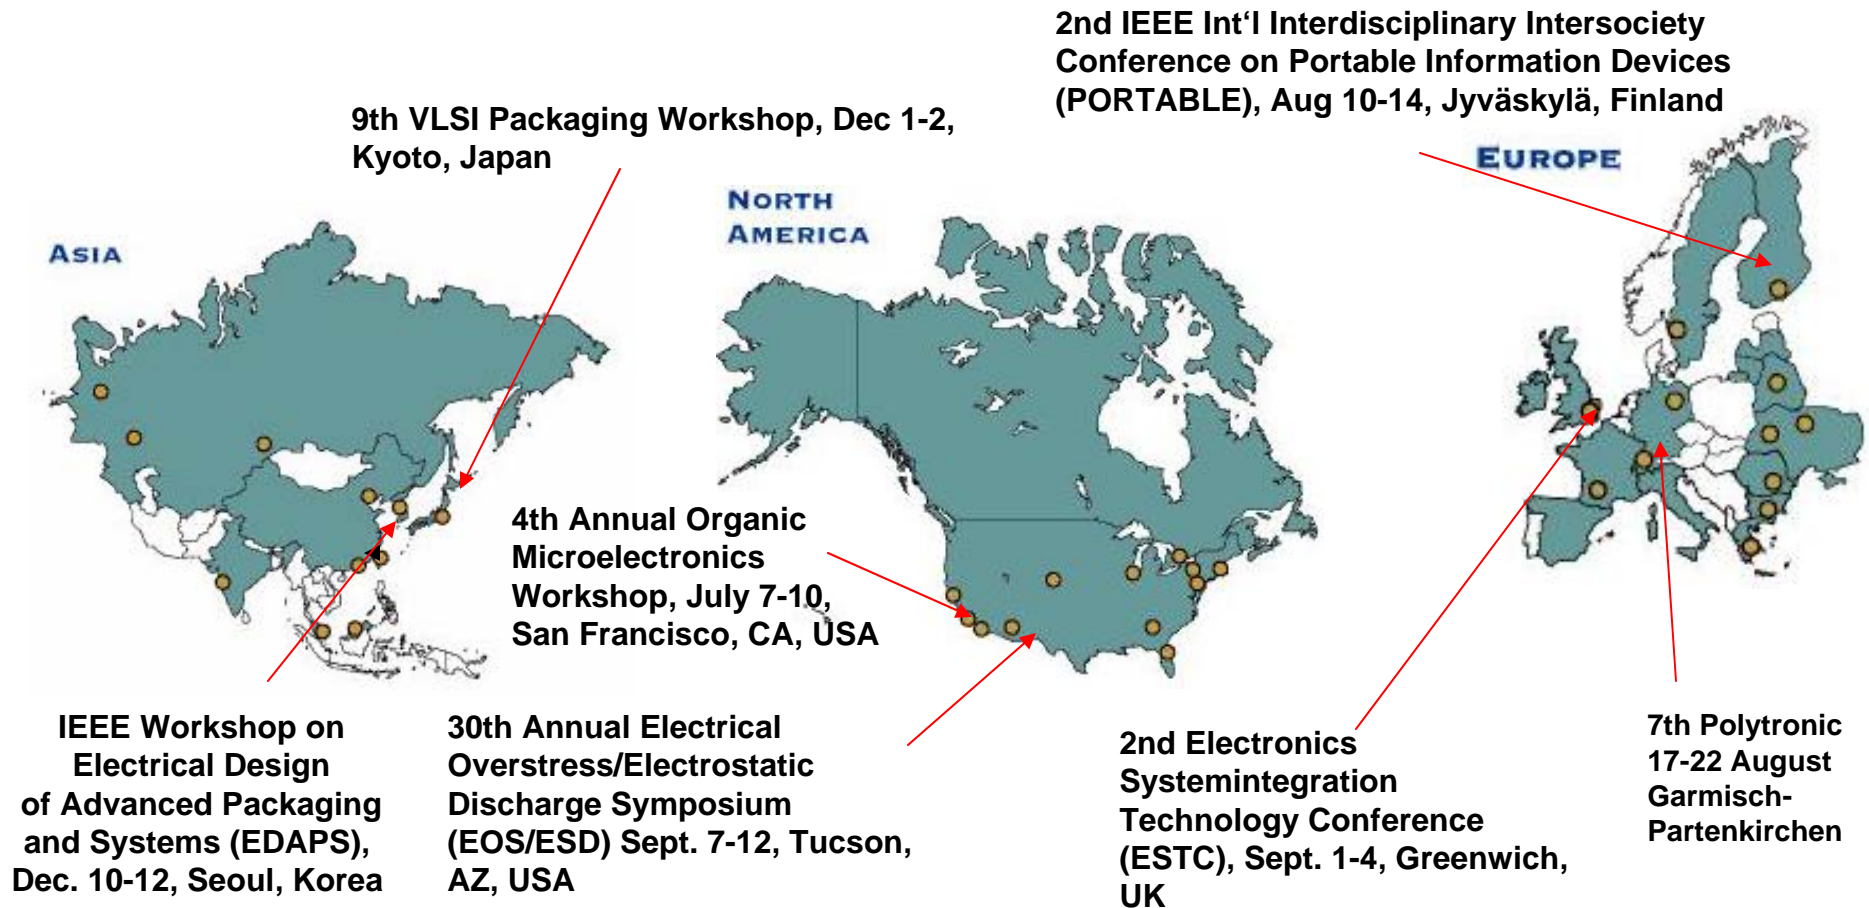 2nd IEEE Int‘l Interdisciplinary Intersociety
Conference on Portable Information Devices
(PORTABLE), Aug 10-14, Jyväskylä, Finland
9th VLSI Packaging Workshop, Dec 1-2,
Kyoto, Japan
EUROPE
NORTH
AMERICA
ASIA
4th Annual Organic
Microelectronics
Workshop, July 7-10,
San Francisco, CA, USA
IEEE Workshop on
Electrical Design
of Advanced Packaging
and Systems (EDAPS),
Dec. 10-12, Seoul, Korea
30th Annual Electrical
Overstress/Electrostatic
Discharge Symposium
(EOS/ESD) Sept. 7-12, Tucson,
AZ, USA
2nd Electronics
Systemintegration
Technology Conference
(ESTC), Sept. 1-4, Greenwich,
UK
7th Polytronic
17-22 August
Garmisch-
Partenkirchen